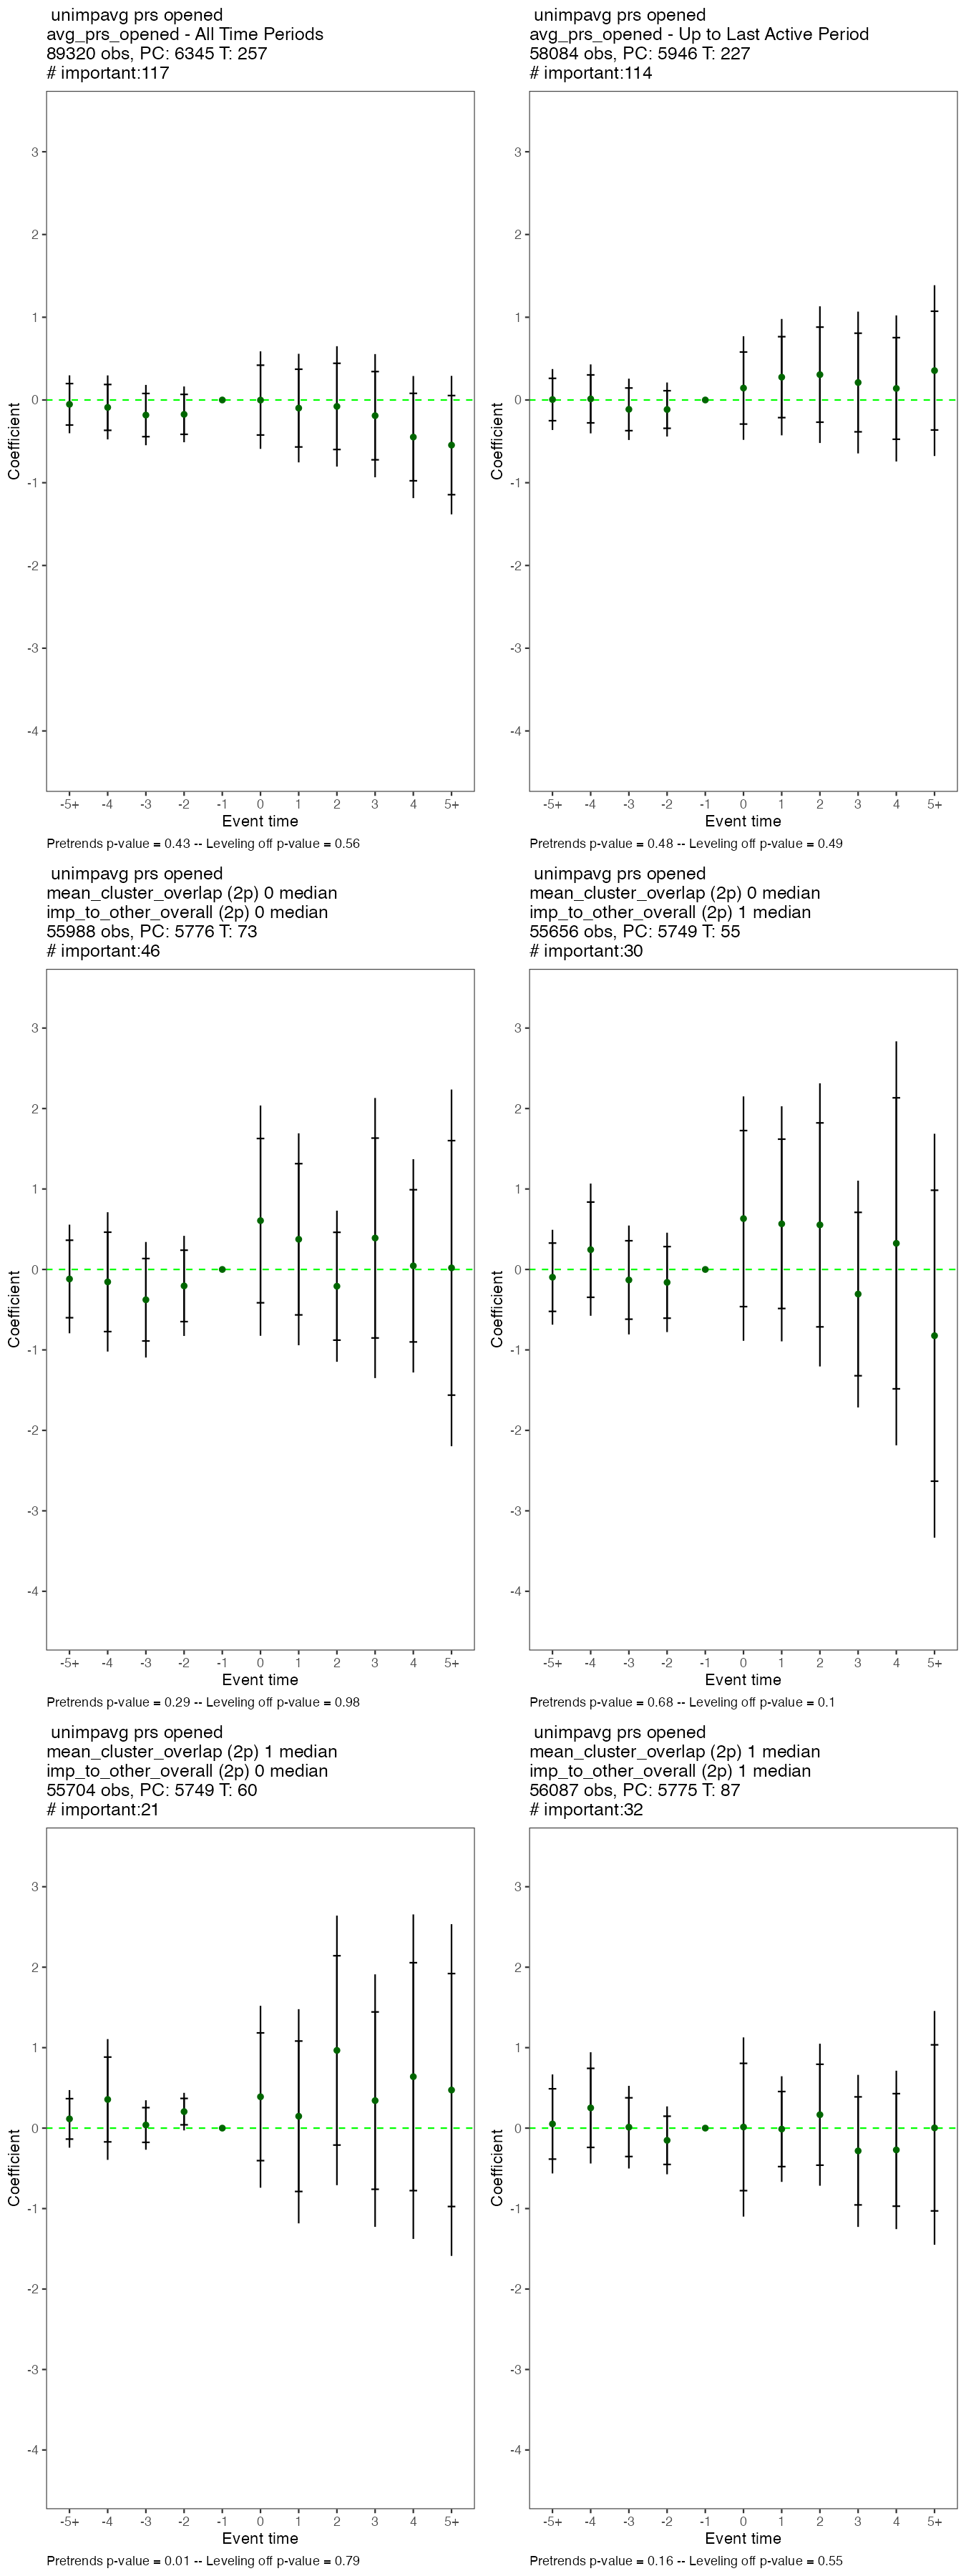 unimpavg prs opened
avg_prs_opened - All Time Periods
89320 obs, PC: 6345 T: 257
# important:117
3
2
1
0
-1
-2
-3
-4
Coefficient
-5+ -4 -3 -2 -1 0 1 2 3 4 5+
Event time
Pretrends p-value = 0.43 -- Leveling off p-value = 0.56
unimpavg prs opened
avg_prs_opened - Up to Last Active Period
58084 obs, PC: 5946 T: 227
# important:114
3
2
1
0
-1
-2
-3
-4
Coefficient
-5+ -4 -3 -2 -1 0 1 2 3 4 5+
Event time
Pretrends p-value = 0.48 -- Leveling off p-value = 0.49
unimpavg prs opened
mean_cluster_overlap (2p) 0 median
imp_to_other_overall (2p) 0 median
55988 obs, PC: 5776 T: 73
# important:46
3
2
1
0
-1
-2
-3
-4
Coefficient
-5+ -4 -3 -2 -1 0 1 2 3 4 5+
Event time
Pretrends p-value = 0.29 -- Leveling off p-value = 0.98
unimpavg prs opened
mean_cluster_overlap (2p) 0 median
imp_to_other_overall (2p) 1 median
55656 obs, PC: 5749 T: 55
# important:30
3
2
1
0
-1
-2
-3
-4
Coefficient
-5+ -4 -3 -2 -1 0 1 2 3 4 5+
Event time
Pretrends p-value = 0.68 -- Leveling off p-value = 0.1
unimpavg prs opened
mean_cluster_overlap (2p) 1 median
imp_to_other_overall (2p) 0 median
55704 obs, PC: 5749 T: 60
# important:21
3
2
1
0
-1
-2
-3
-4
Coefficient
-5+ -4 -3 -2 -1 0 1 2 3 4 5+
Event time
Pretrends p-value = 0.01 -- Leveling off p-value = 0.79
unimpavg prs opened
mean_cluster_overlap (2p) 1 median
imp_to_other_overall (2p) 1 median
56087 obs, PC: 5775 T: 87
# important:32
3
2
1
0
-1
-2
-3
-4
Coefficient
-5+ -4 -3 -2 -1 0 1 2 3 4 5+
Event time
Pretrends p-value = 0.16 -- Leveling off p-value = 0.55